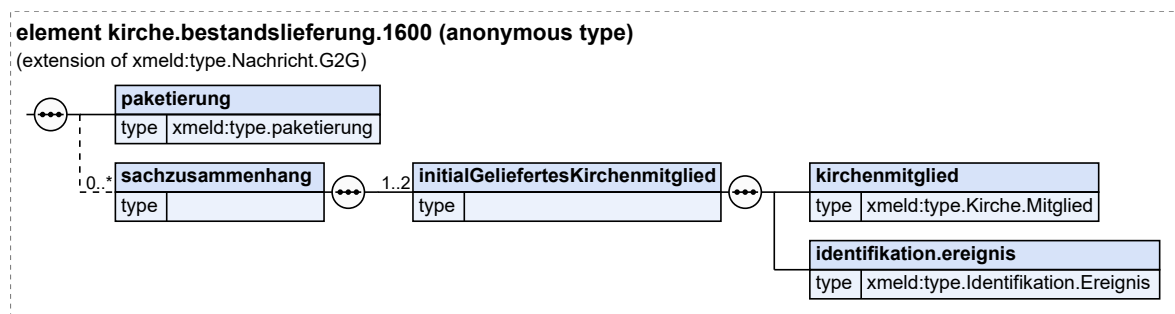 element kirche.bestandslieferung.1600 (anonymous type)
(extension of xmeld:type.Nachricht.G2G)
paketierung
type xmeld:type.paketierung
0..* sachzusammenhang
type
1..2 initialGeliefertesKirchenmitglied
type
kirchenmitglied
type xmeld:type.Kirche.Mitglied
identifikation.ereignis
type xmeld:type.Identifikation.Ereignis